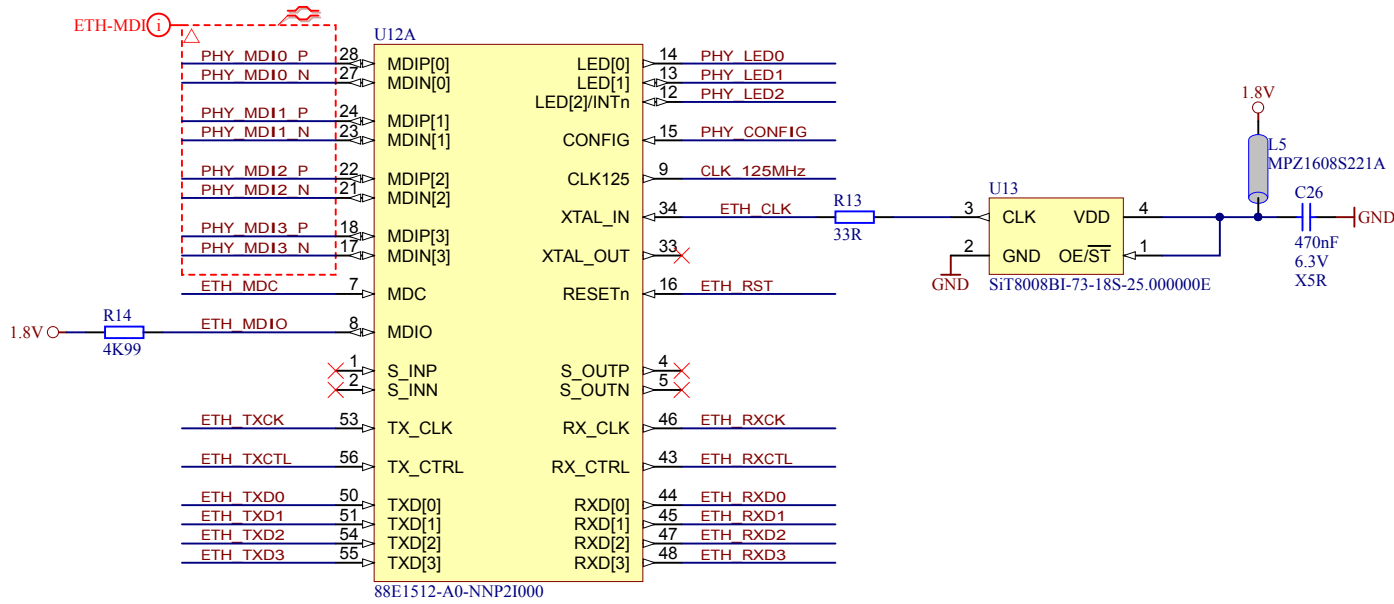 ETH-MDI i
U12A
PHY_MDI0_P 28 MDIP[0] LED[0] 14 PHY_LED0
PHY_MDI0_N 27 MDIN[0] LED[1] 13 PHY_LED1
LED[2]/INTn 12 PHY_LED2
PHY_MDI1_P 24 MDIP[1]
PHY_MDI1_N 23 MDIN[1] CONFIG 15 PHY_CONFIG
PHY_MDI2_P 22 MDIP[2] CLK125 9 CLK_125MHz
PHY_MDI2_N 21 MDIN[2]
XTAL_IN 34 ETH_CLK
PHY_MDI3_P 18 MDIP[3]
PHY_MDI3_N 17 MDIN[3] XTAL_OUT 33
ETH_MDC 7 MDC RESETn 16 ETH_RST
1.8V R14 ETH_MDIO 8 MDIO
4K99
1 S_INP S_OUTP 4
2 S_INN S_OUTN 5
ETH_TXCK 53 TX_CLK RX_CLK 46 ETH_RXCK
ETH_TXCTL 56 TX_CTRL RX_CTRL 43 ETH_RXCTL
ETH_TXD0 50 TXD[0] RXD[0] 44 ETH_RXD0
ETH_TXD1 51 TXD[1] RXD[1] 45 ETH_RXD1
ETH_TXD2 54 TXD[2] RXD[2] 47 ETH_RXD2
ETH_TXD3 55 TXD[3] RXD[3] 48 ETH_RXD3
88E1512-A0-NNP2I000
R13
33R
U13
3 CLK VDD 4
2 GND OE/ST 1
GND
SiT8008BI-73-18S-25.000000E
1.8V
L5
MPZ1608S221A
C26
GND
470nF
6.3V
X5R